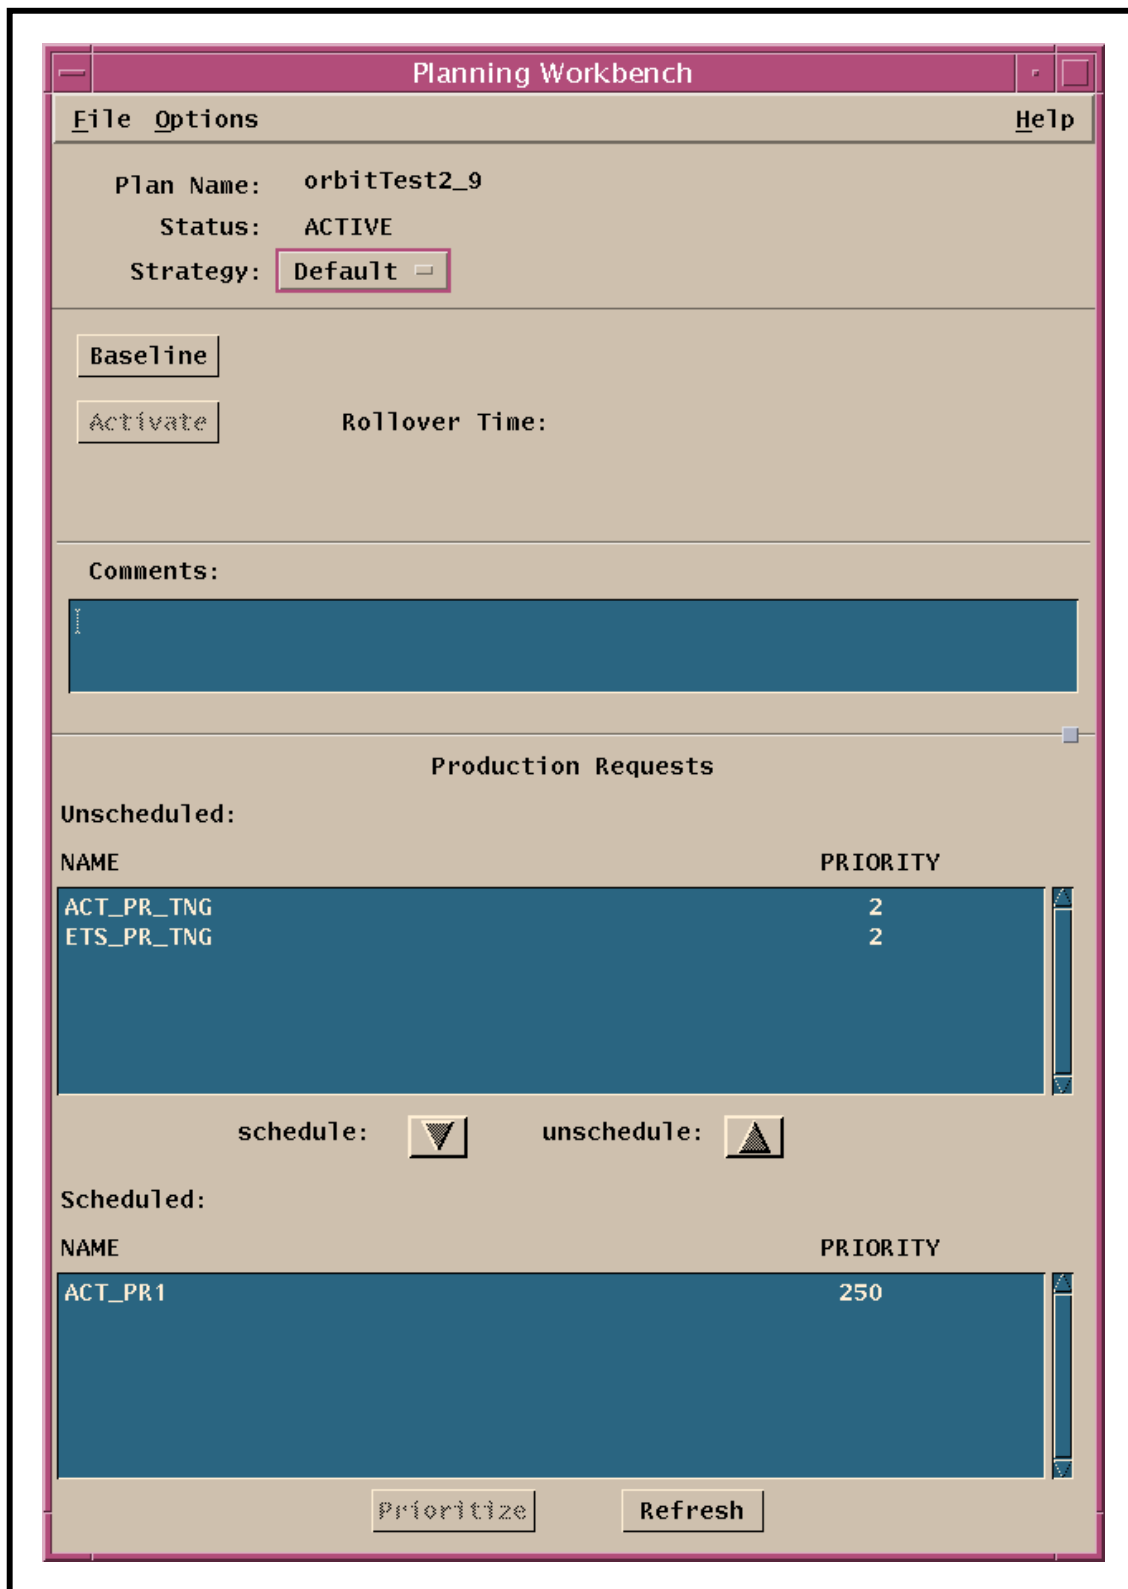 Planning Workbench
File Options Help
Plan Name: orbitTest2_9
Status: ACTIVE
Strategy: Default
Baseline
Activate Rollover Time:
Comments:
Production Requests
Unscheduled:
NAME PRIORITY
ACT_PR_TNG 2
ETS_PR_TNG 2
schedule: unschedule:
Scheduled:
NAME PRIORITY
ACT_PR1 250
Prioritize Refresh